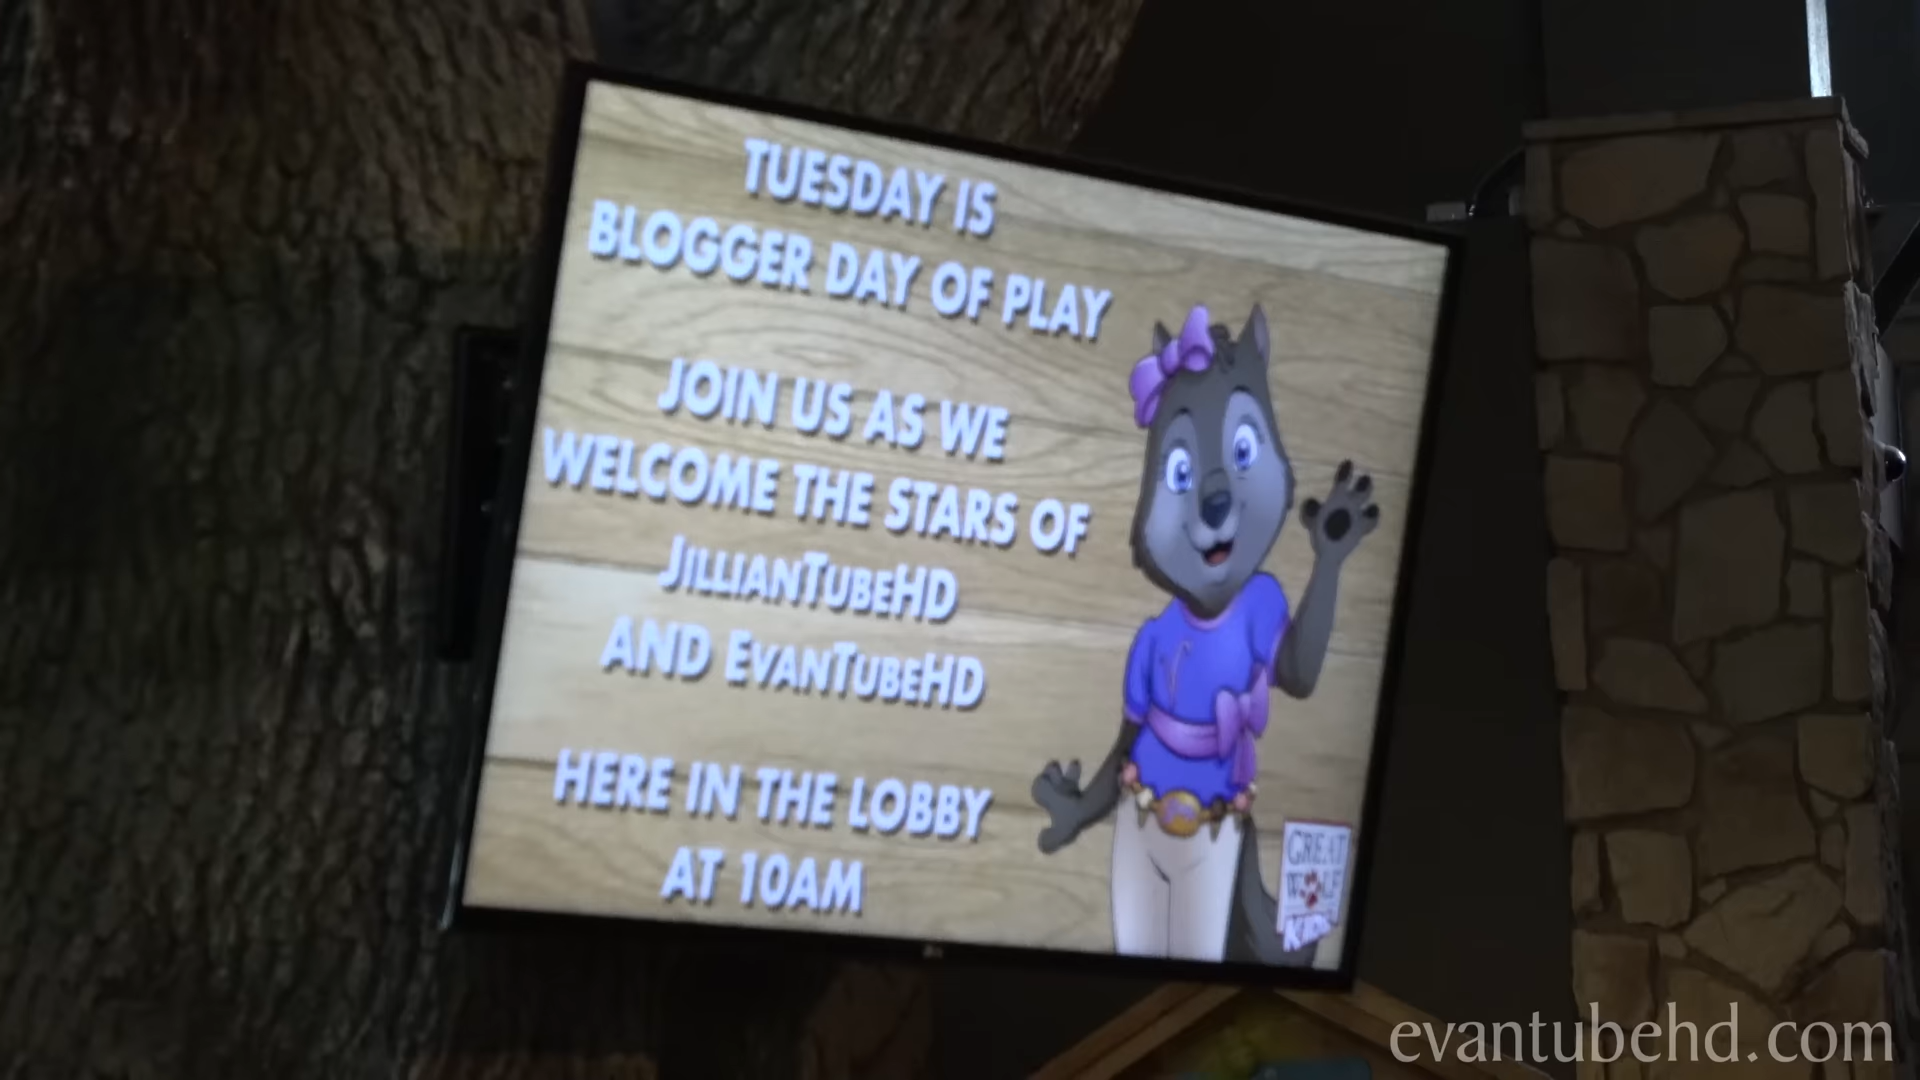 TUESDAY IS
BLOGGER DAY OF PLAY
JOIN US AS WE
WELCOME THE STARS OF
JILLIANTUBEHD
AND EVANTUBEHD
HERE IN THE LOBBY
AT 10AM
GREAT
WOLF
KIDS
evantubehd.com